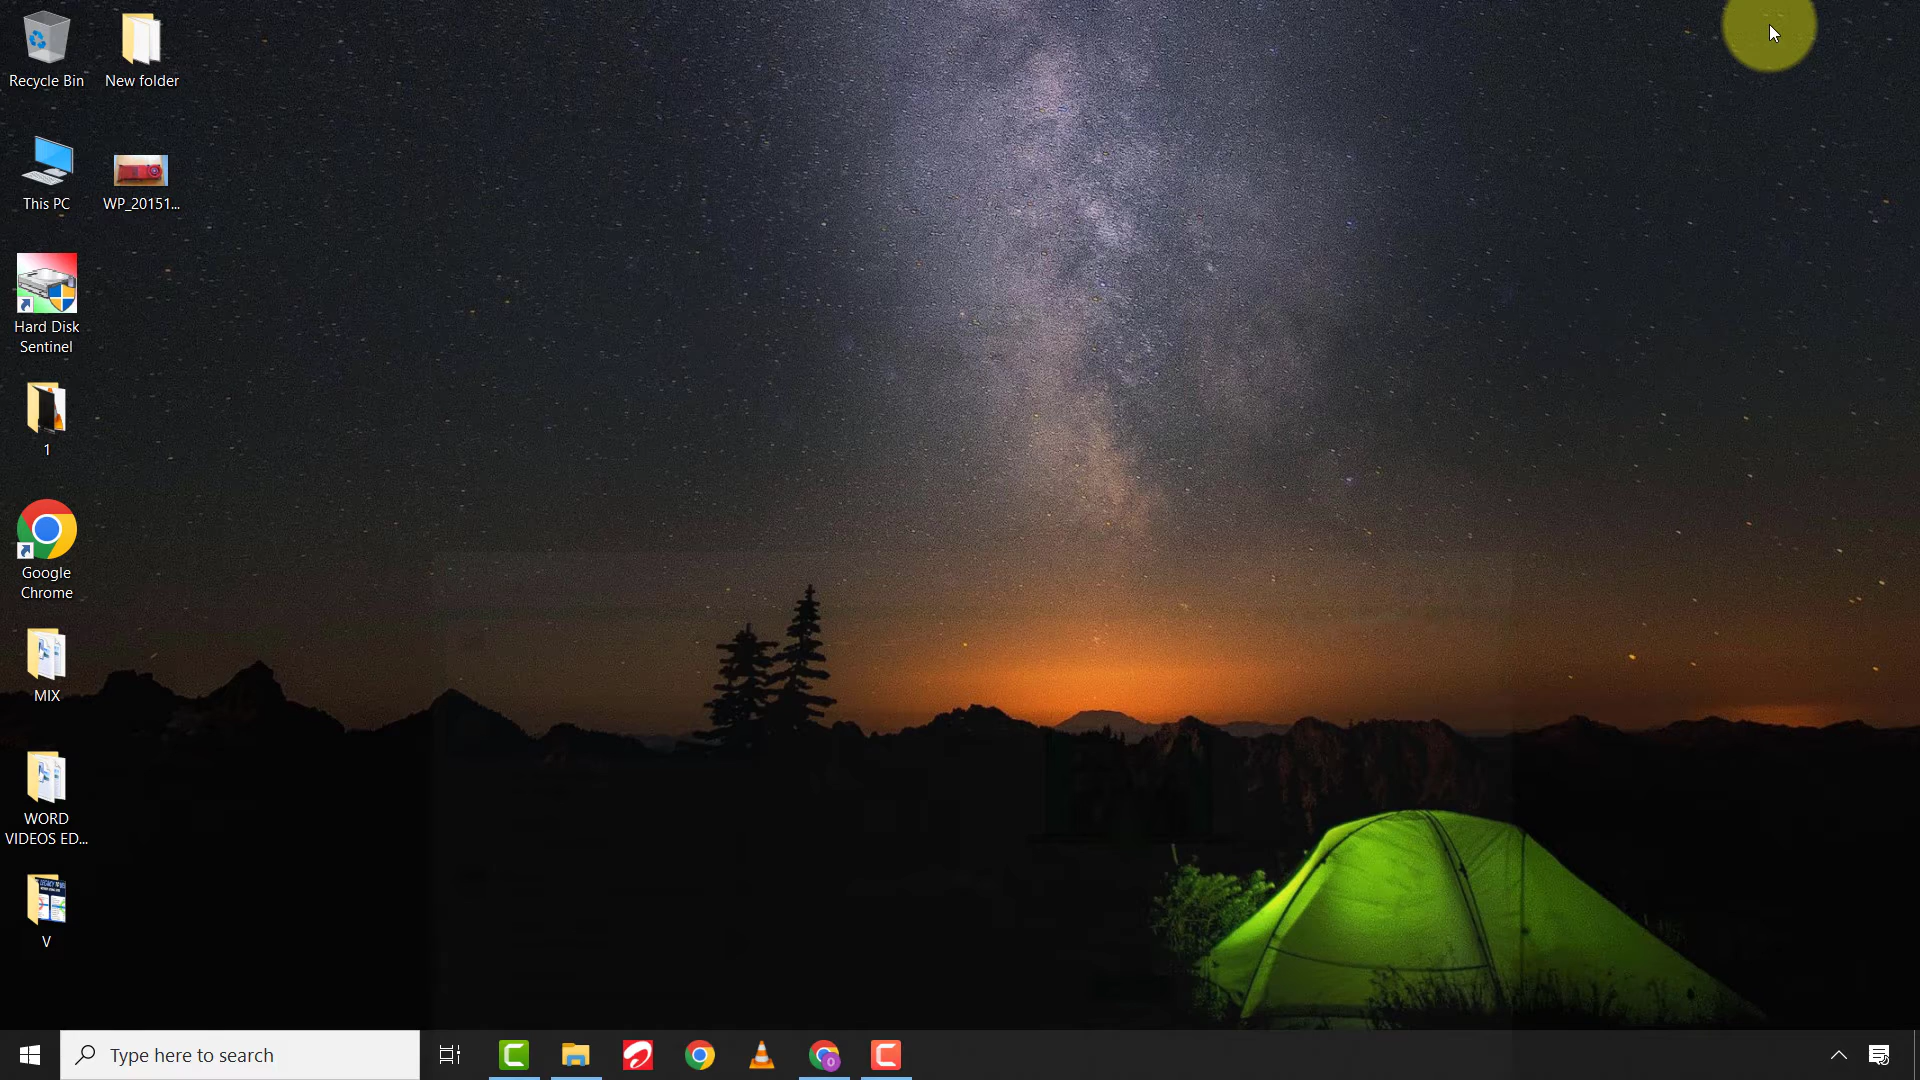 Recycle Bin
New folder
This PC
WP_20151...
Hard Disk
Sentinel
1
Google
Chrome
MIX
WORD
VIDEOS ED...
V
Type here to search